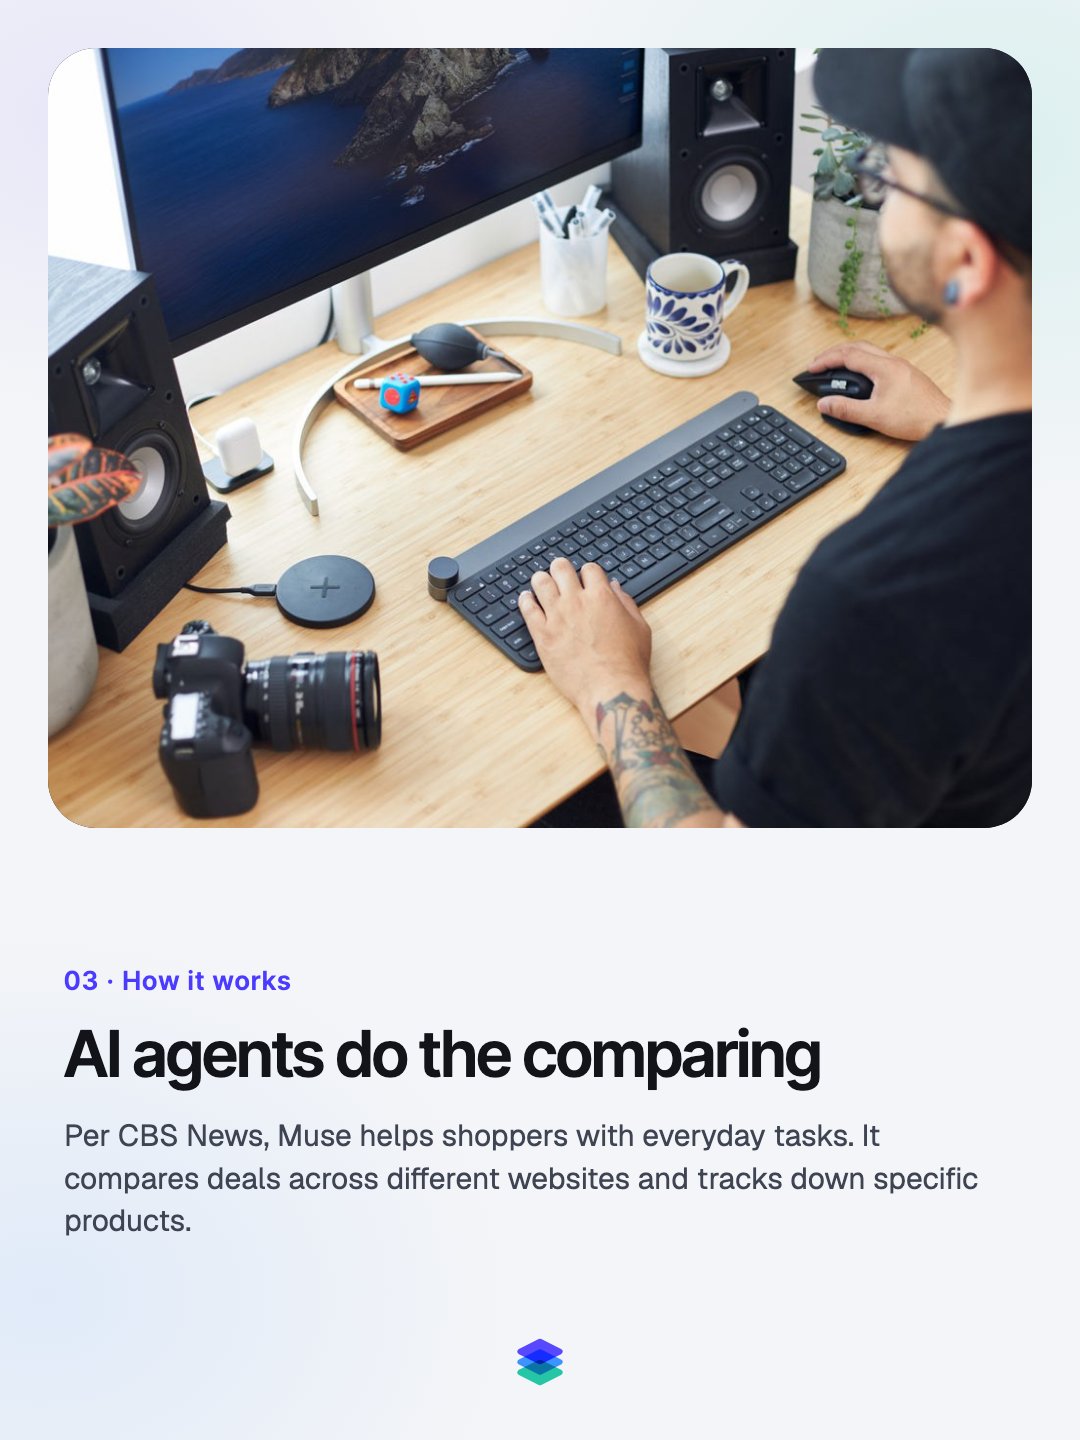 03 · How it works
AI agents do the comparing
Per CBS News, Muse helps shoppers with everyday tasks. It
compares deals across different websites and tracks down specific
products.